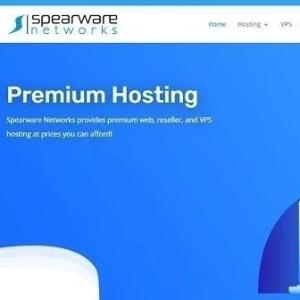 spearware
networks
Home Hosting VPS
Premium Hosting
Spearware Networks provides premium web, reseller, and VPS
hosting at prices you can afford!